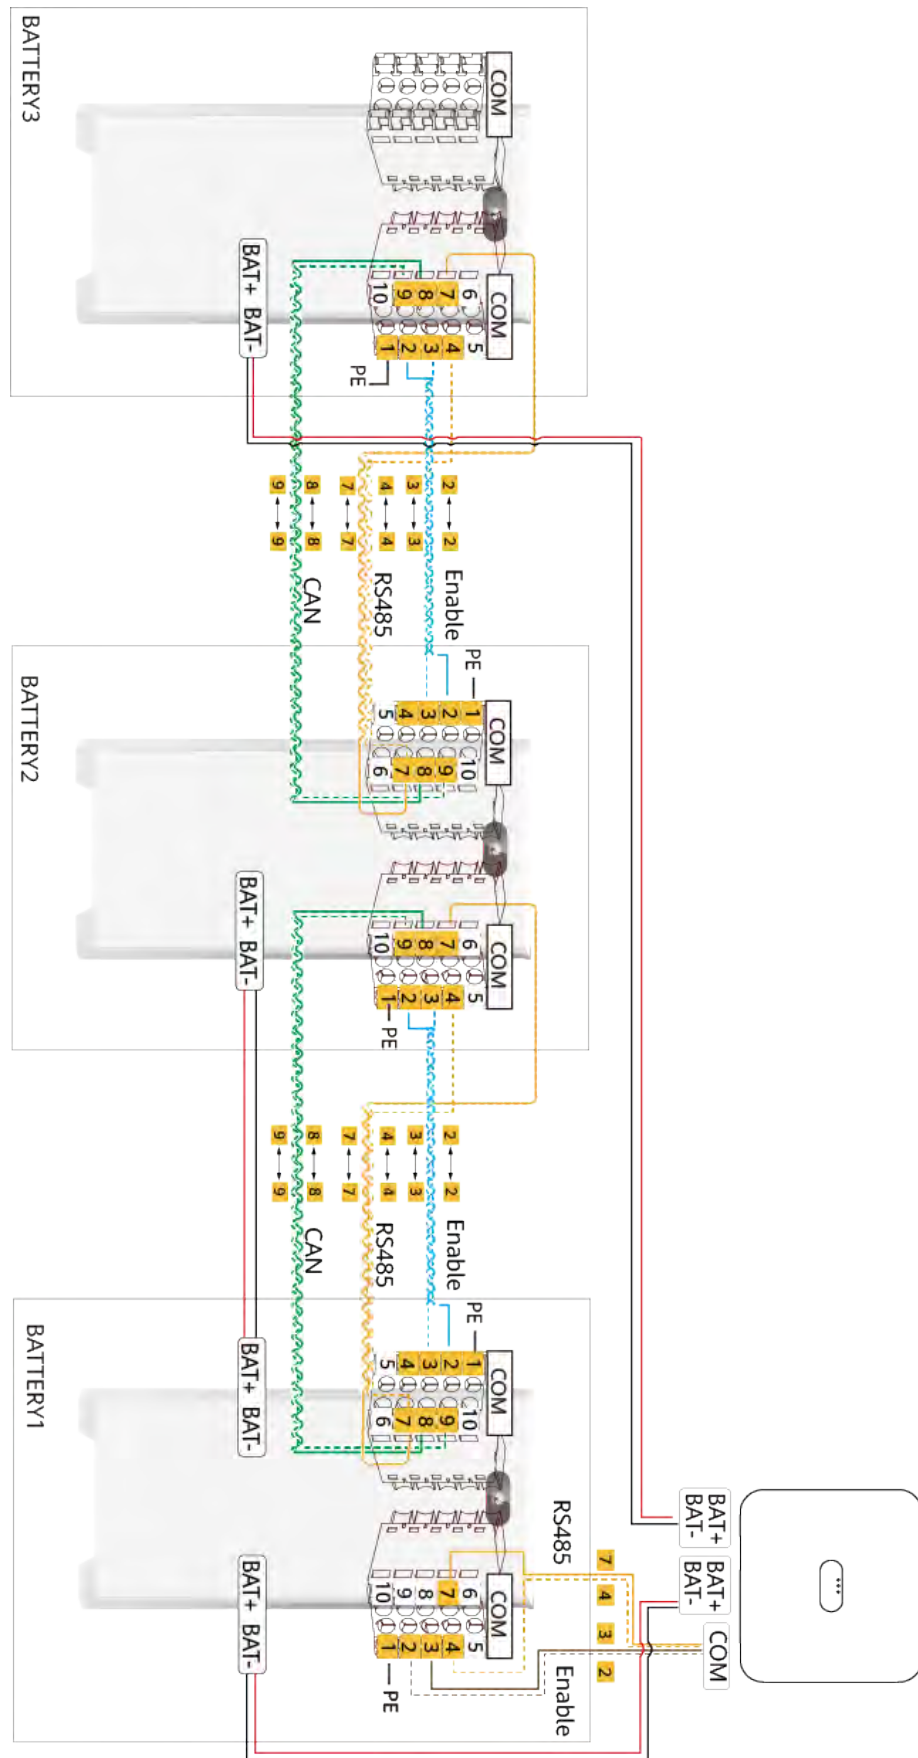 BATTERY3
COM
COM
10 9 8 7 6
1 2 3 4 5
PE
BAT+ BAT-
9 8 7 4 3 2
9 8 7 4 3 2
CAN
RS485
Enable
BATTERY2
PE
COM
5 4 3 2 1
6 7 8 9 10
BAT+ BAT-
COM
10 9 8 7 6
1 2 3 4 5
PE
9 8 7 4 3 2
9 8 7 4 3 2
CAN
RS485
Enable
BATTERY1
PE
COM
5 4 3 2 1
6 7 8 9 10
BAT+ BAT-
COM
10 9 8 7 6
1 2 3 4 5
PE
BAT+ BAT-
RS485
7
4
3
2
Enable
BAT+
BAT-
BAT+
BAT-
COM